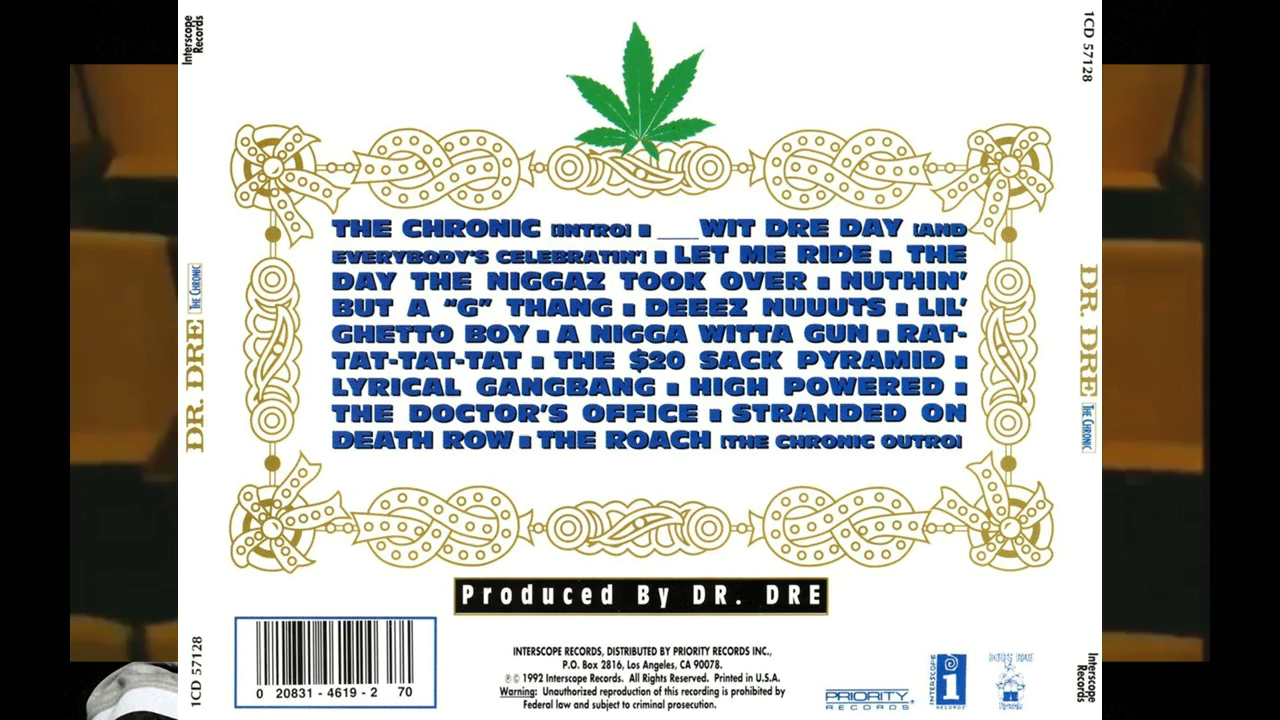 Interscope
Records
1CD 57128
THE CHRONIC [INTRO] ■ ___WIT DRE DAY [AND
EVERYBODY'S CELEBRATIN'] ■ LET ME RIDE ■ THE
DAY THE NIGGAZ TOOK OVER ■ NUTHIN'
BUT A "G" THANG ■ DEEEZ NUUUTS ■ LIL'
GHETTO BOY ■ A NIGGA WITTA GUN ■ RAT-
TAT-TAT-TAT ■ THE $20 SACK PYRAMID ■
LYRICAL GANGBANG ■ HIGH POWERED ■
THE DOCTOR'S OFFICE ■ STRANDED ON
DEATH ROW ■ THE ROACH [THE CHRONIC OUTRO]
DR. DRE THE CHRONIC
DR. DRE THE CHRONIC
Produced By DR. DRE
1CD 57128
0 20831 - 4619 - 2 70
INTERSCOPE RECORDS, DISTRIBUTED BY PRIORITY RECORDS INC.,
P.O. Box 2816, Los Angeles, CA 90078.
℗© 1992 Interscope Records. All Rights Reserved. Printed in U.S.A.
Warning: Unauthorized reproduction of this recording is prohibited by
Federal law and subject to criminal prosecution.
PRIORITY
RECORDS
INTERSCOPE
i
RECORDS
Interscope
Records